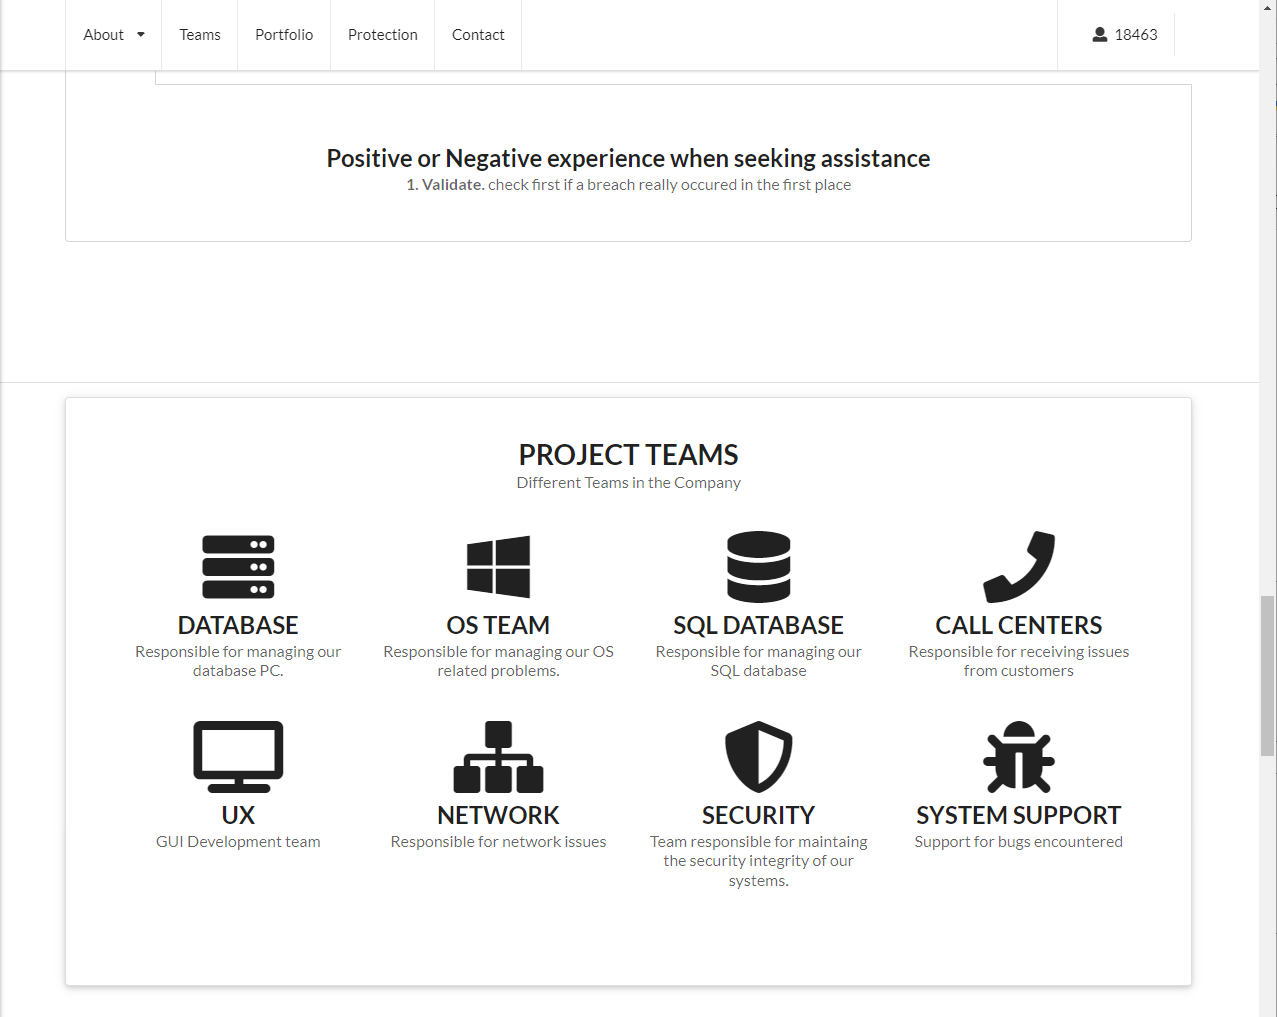 About Teams Portfolio Protection Contact 18463
Positive or Negative experience when seeking assistance
1. Validate. check first if a breach really occured in the first place
PROJECT TEAMS
Different Teams in the Company
DATABASE
Responsible for managing our
database PC.
OS TEAM
Responsible for managing our OS
related problems.
SQL DATABASE
Responsible for managing our
SQL database
CALL CENTERS
Responsible for receiving issues
from customers
UX
GUI Development team
NETWORK
Responsible for network issues
SECURITY
Team responsible for maintaing
the security integrity of our
systems.
SYSTEM SUPPORT
Support for bugs encountered